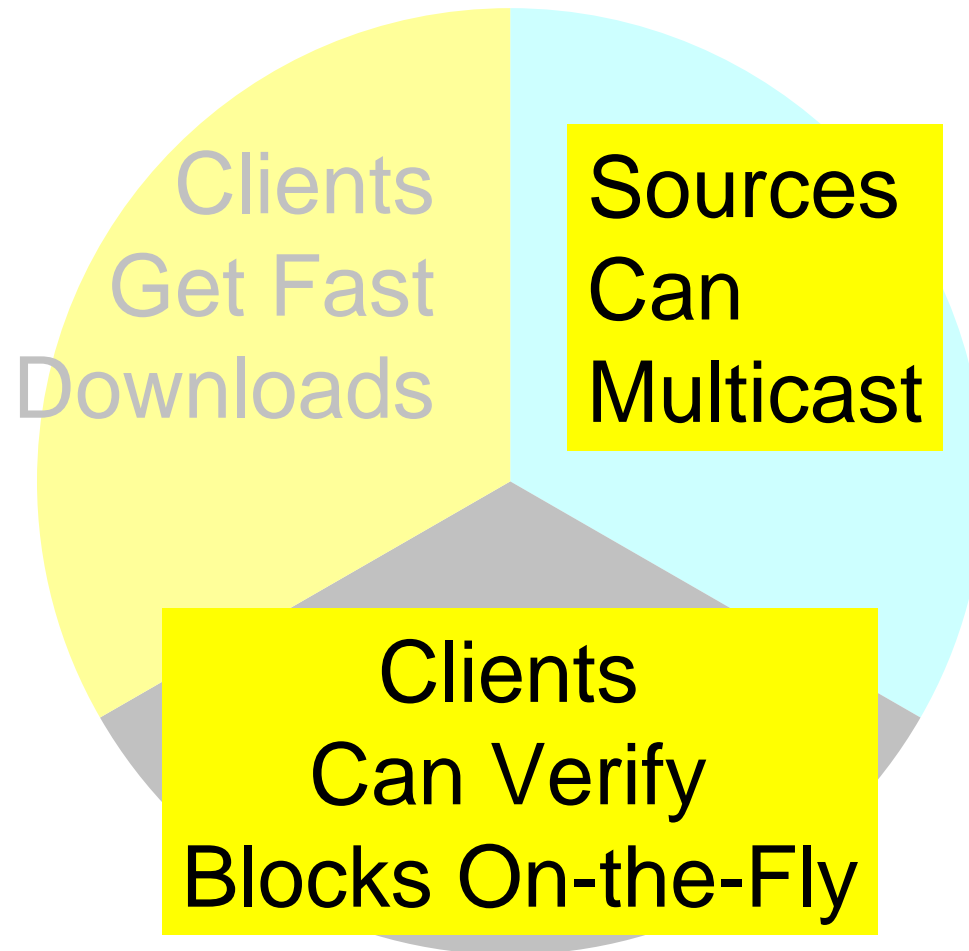 Clients
Get Fast
Downloads
Sources
Can
Multicast
Clients
Can Verify
Blocks On-the-Fly